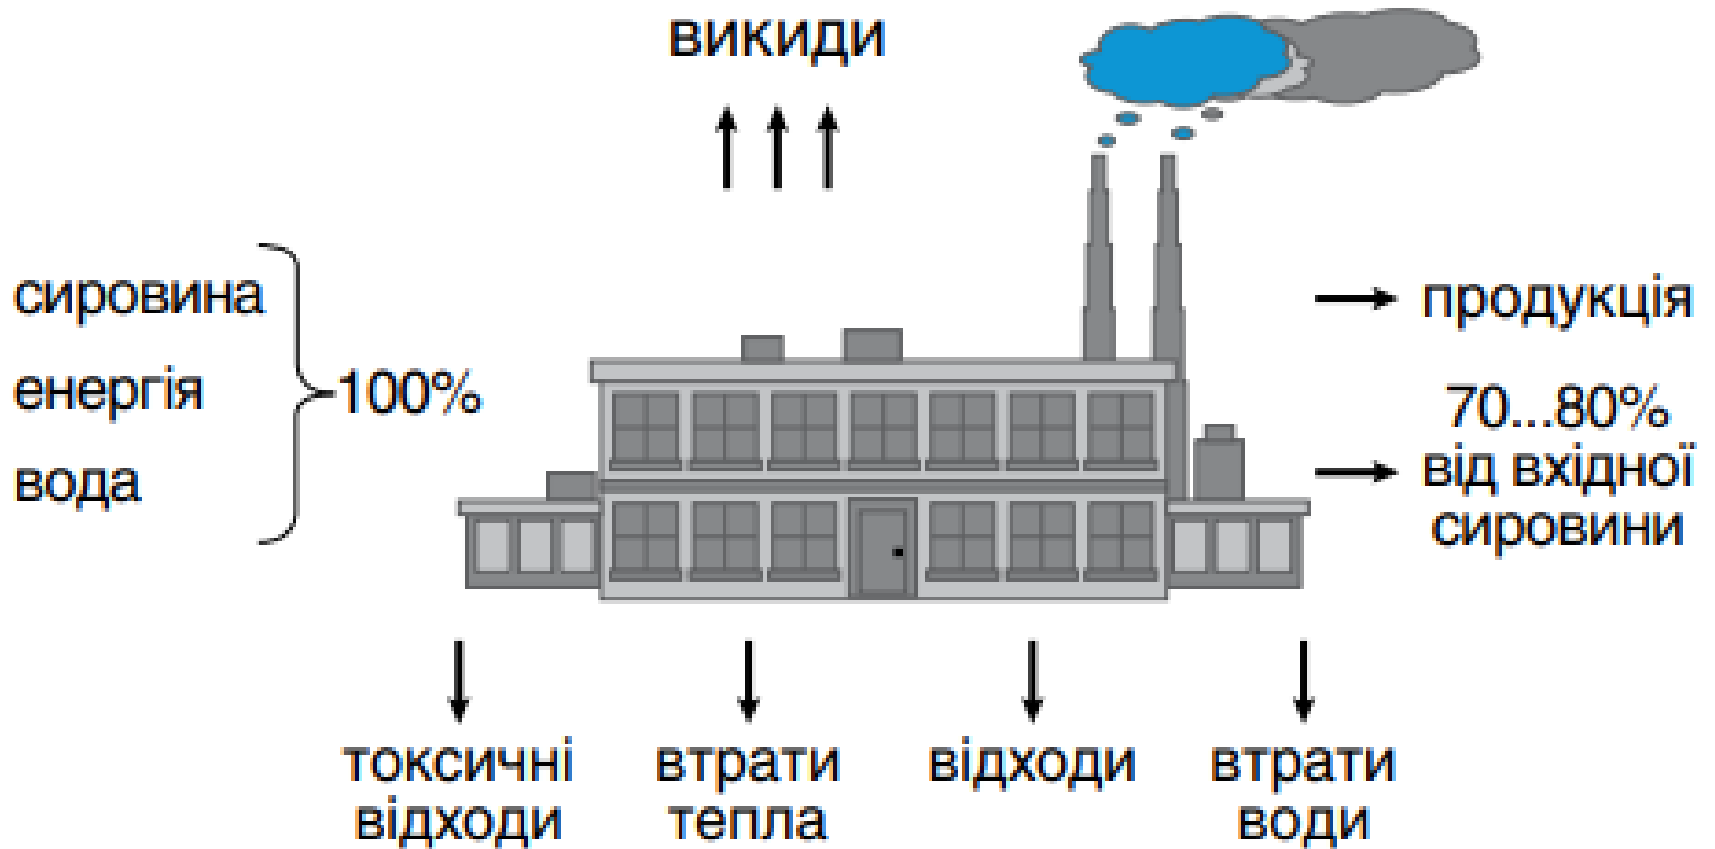 викиди
сировина
енергія
вода
100%
продукція
70...80%
від вхідної
сировини
токсичні
відходи
втрати
тепла
відходи
втрати
води